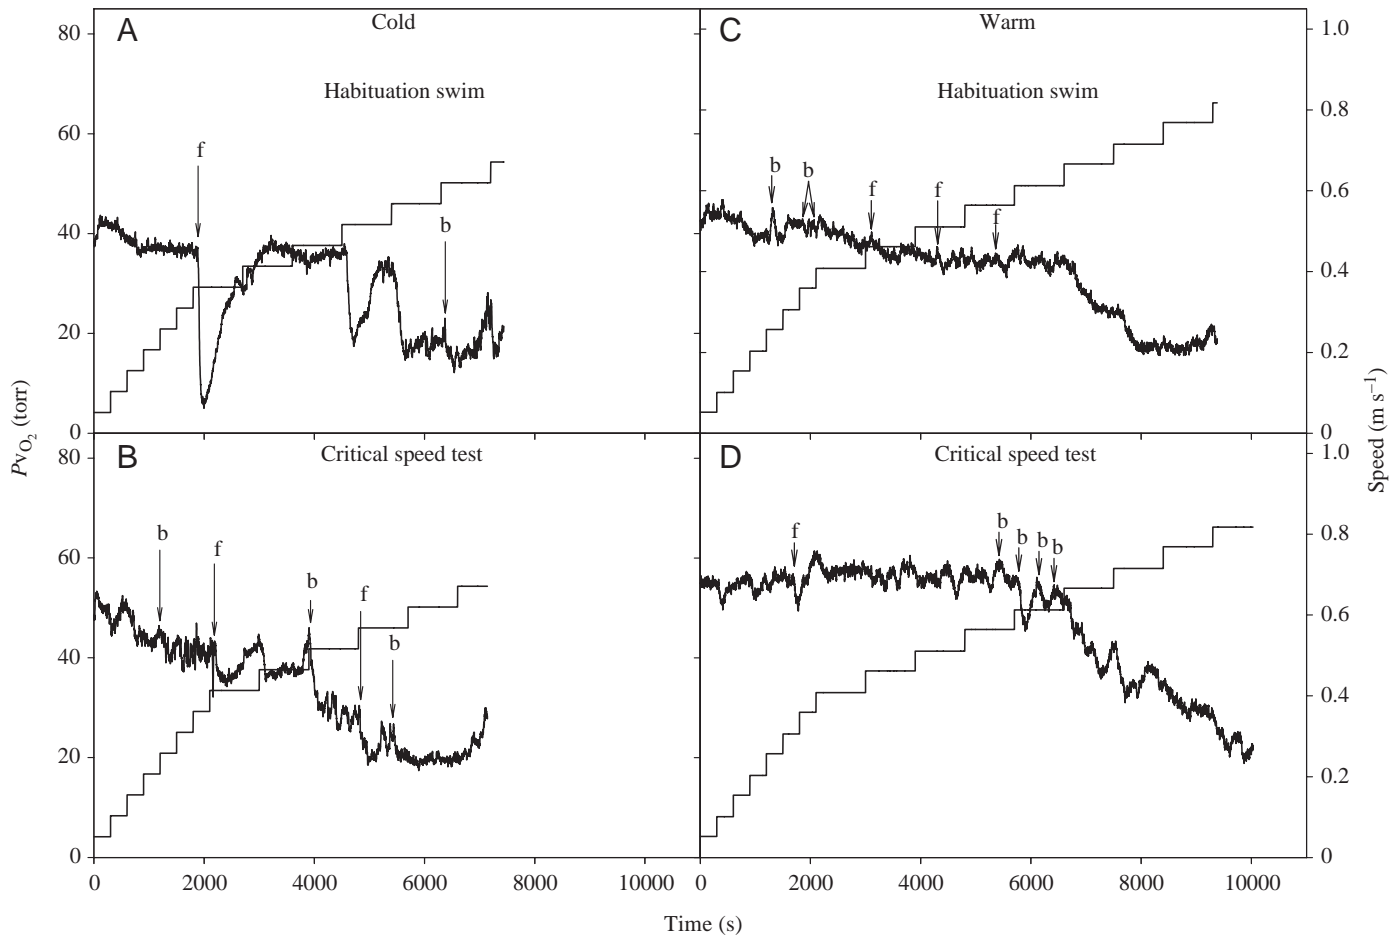 A
Cold
Habituation swim
f
b
80
60
40
20
0
C
Warm
Habituation swim
b
b
f
f
f
1.0
0.8
0.6
0.4
0.2
0
B
Critical speed test
b
f
b
f
b
80
60
40
20
0
0 2000 4000 6000 8000 10000
D
Critical speed test
f
b
b
b
b
1.0
0.8
0.6
0.4
0.2
0
0 2000 4000 6000 8000 10000
PvO2 (torr)
Speed (m s−1)
Time (s)